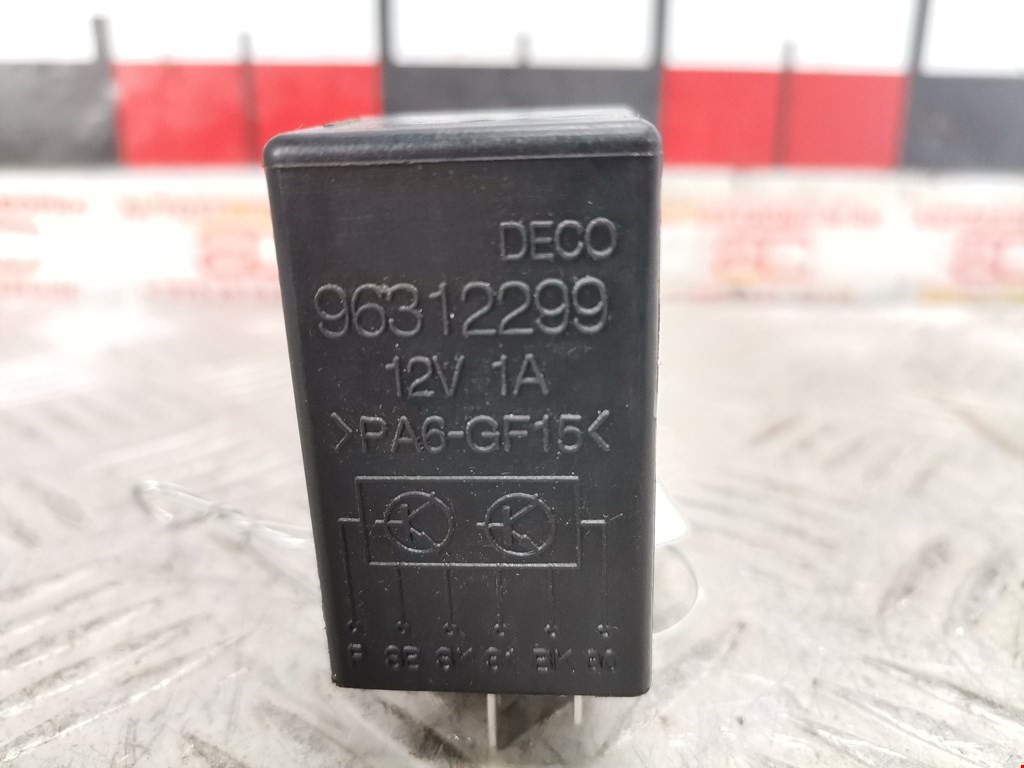 DECO
96312299
12V 1A
>PA6-GF15<